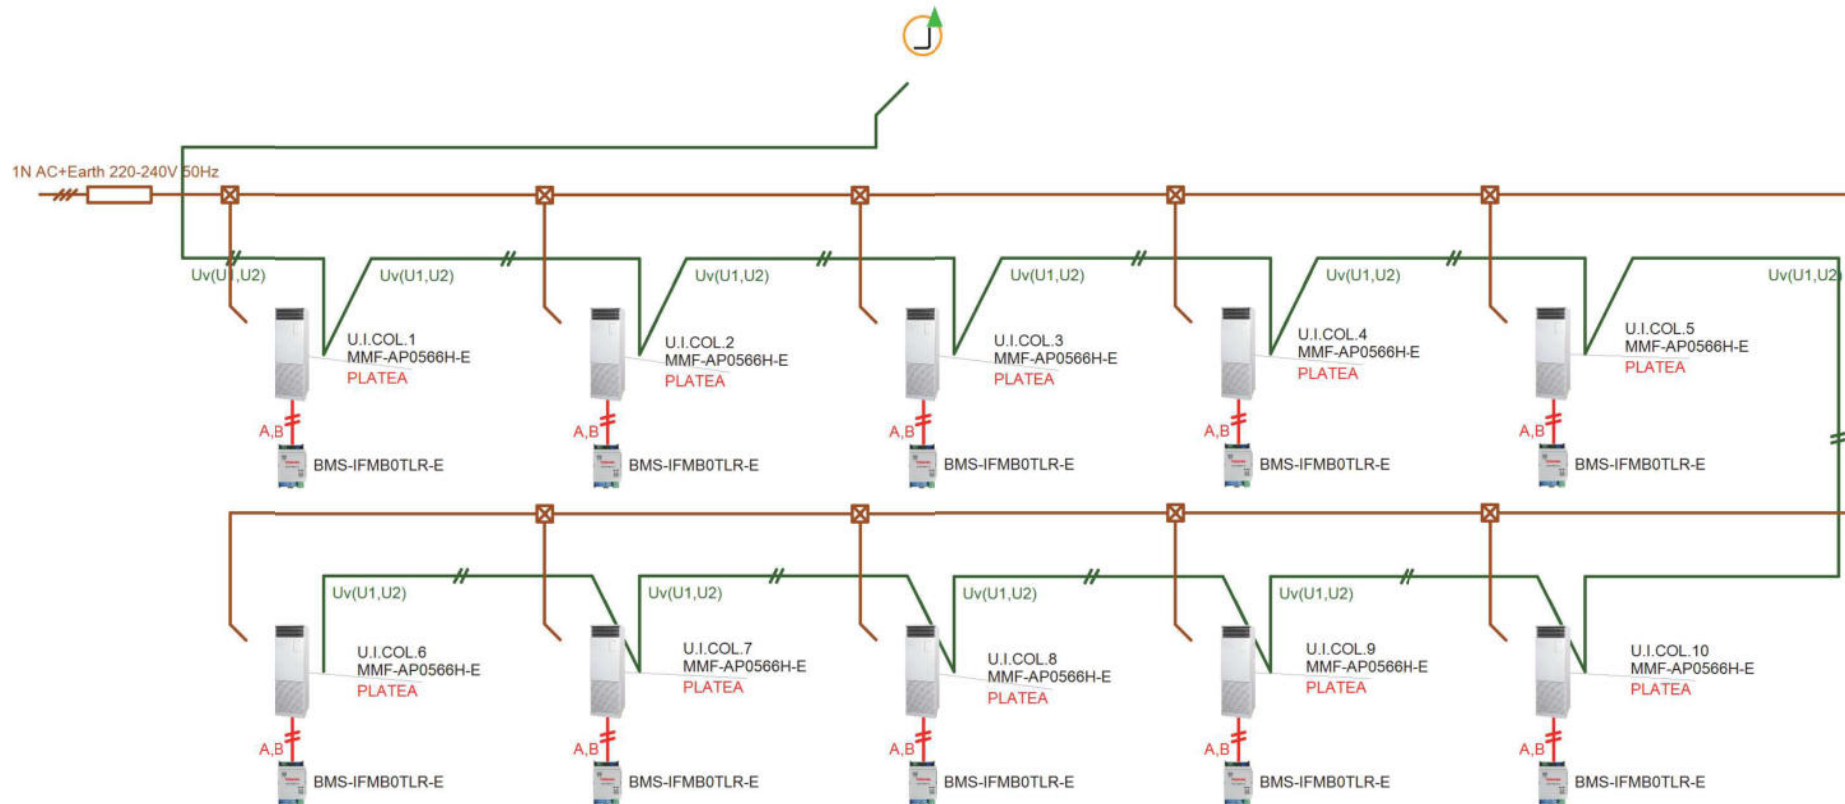 1N AC+Earth 220-240V 50Hz
Uv(U1,U2)
Uv(U1,U2)
Uv(U1,U2)
Uv(U1,U2)
Uv(U1,U2)
Uv(U1,U2)
U.I.COL.1
MMF-AP0566H-E
PLATEA
U.I.COL.2
MMF-AP0566H-E
PLATEA
U.I.COL.3
MMF-AP0566H-E
PLATEA
U.I.COL.4
MMF-AP0566H-E
PLATEA
U.I.COL.5
MMF-AP0566H-E
PLATEA
A,B
A,B
A,B
A,B
A,B
BMS-IFMB0TLR-E
BMS-IFMB0TLR-E
BMS-IFMB0TLR-E
BMS-IFMB0TLR-E
BMS-IFMB0TLR-E
Uv(U1,U2)
Uv(U1,U2)
Uv(U1,U2)
Uv(U1,U2)
U.I.COL.6
MMF-AP0566H-E
PLATEA
U.I.COL.7
MMF-AP0566H-E
PLATEA
U.I.COL.8
MMF-AP0566H-E
PLATEA
U.I.COL.9
MMF-AP0566H-E
PLATEA
U.I.COL.10
MMF-AP0566H-E
PLATEA
A,B
A,B
A,B
A,B
A,B
BMS-IFMB0TLR-E
BMS-IFMB0TLR-E
BMS-IFMB0TLR-E
BMS-IFMB0TLR-E
BMS-IFMB0TLR-E